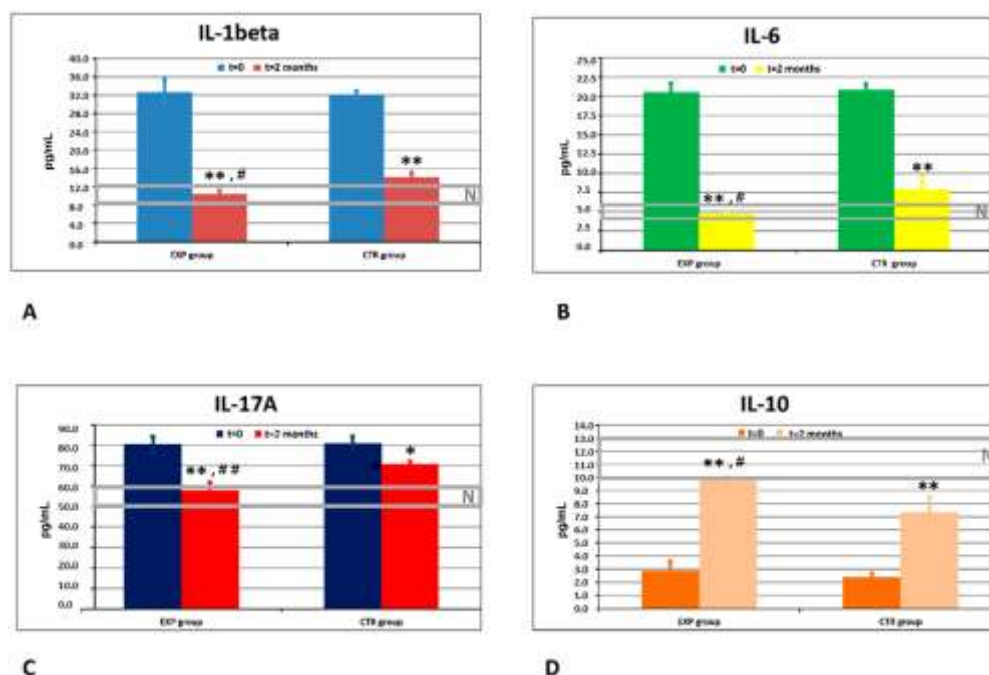 IL-1beta
40.0
t=0 t=2 months
36.0
32.0
28.0
24.0
pg/mL
20.0
16.0
**, # **
12.0
N
8.0
4.0
0.0
EXP group CTR group
A
IL-6
25.0
t=0 t=2 months
22.5
20.0
17.5
15.0
pg/mL
12.5
10.0
**, # **
7.5
5.0
N
2.5
0.0
EXP group CTR group
B
IL-17A
90.0
t=0 t=2 months
80.0
*
70.0
**, ##
60.0
N
50.0
pg/mL
40.0
30.0
20.0
10.0
0.0
EXP group CTR group
C
IL-10
14.0
t=0 t=2 months
13.0
12.0
N
11.0
**, #
10.0
9.0
**
8.0
7.0
pg/mL
6.0
5.0
4.0
3.0
2.0
1.0
0.0
EXP group CTR group
D